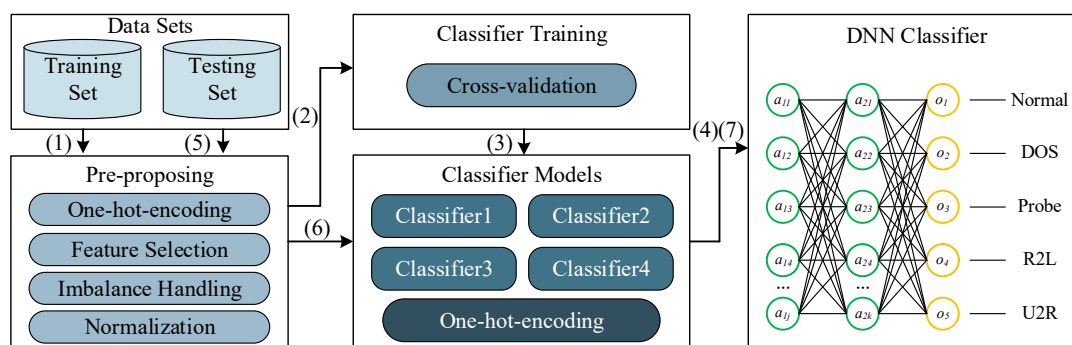 Data Sets
Training
Set
Testing
Set
(1)
(5)
Pre-proposing
One-hot-encoding
Feature Selection
Imbalance Handling
Normalization
(2)
(6)
Classifier Training
Cross-validation
(3)
Classifier Models
Classifier1
Classifier2
Classifier3
Classifier4
One-hot-encoding
(4)(7)
DNN Classifier
a11 a21 o1 Normal
a12 a22 o2 DOS
a13 a23 o3 Probe
a14 a24 o4 R2L
... ...
a1j a2k o5 U2R